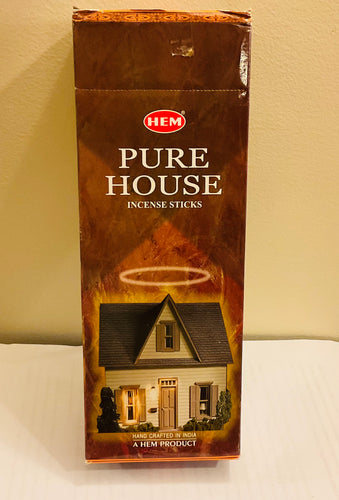 HEM®
PURE
HOUSE
INCENSE STICKS
HAND CRAFTED IN INDIA
A HEM PRODUCT